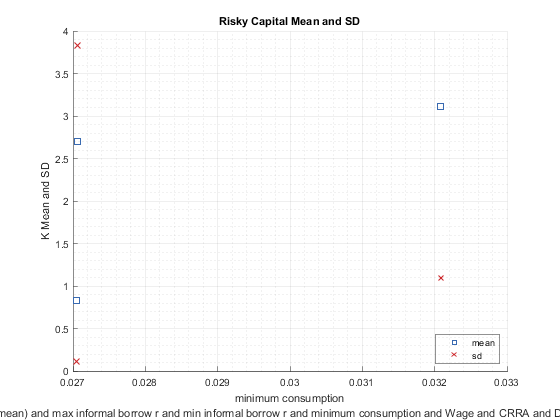 Risky Capital Mean and SD
4
3.5
3
2.5
2
1.5
1
0.5
0
K Mean and SD
mean
sd
0.027
0.028
0.029
0.03
0.031
0.032
0.033
minimum consumption
mean) and max informal borrow r and min informal borrow r and minimum consumption and Wage and CRRA and